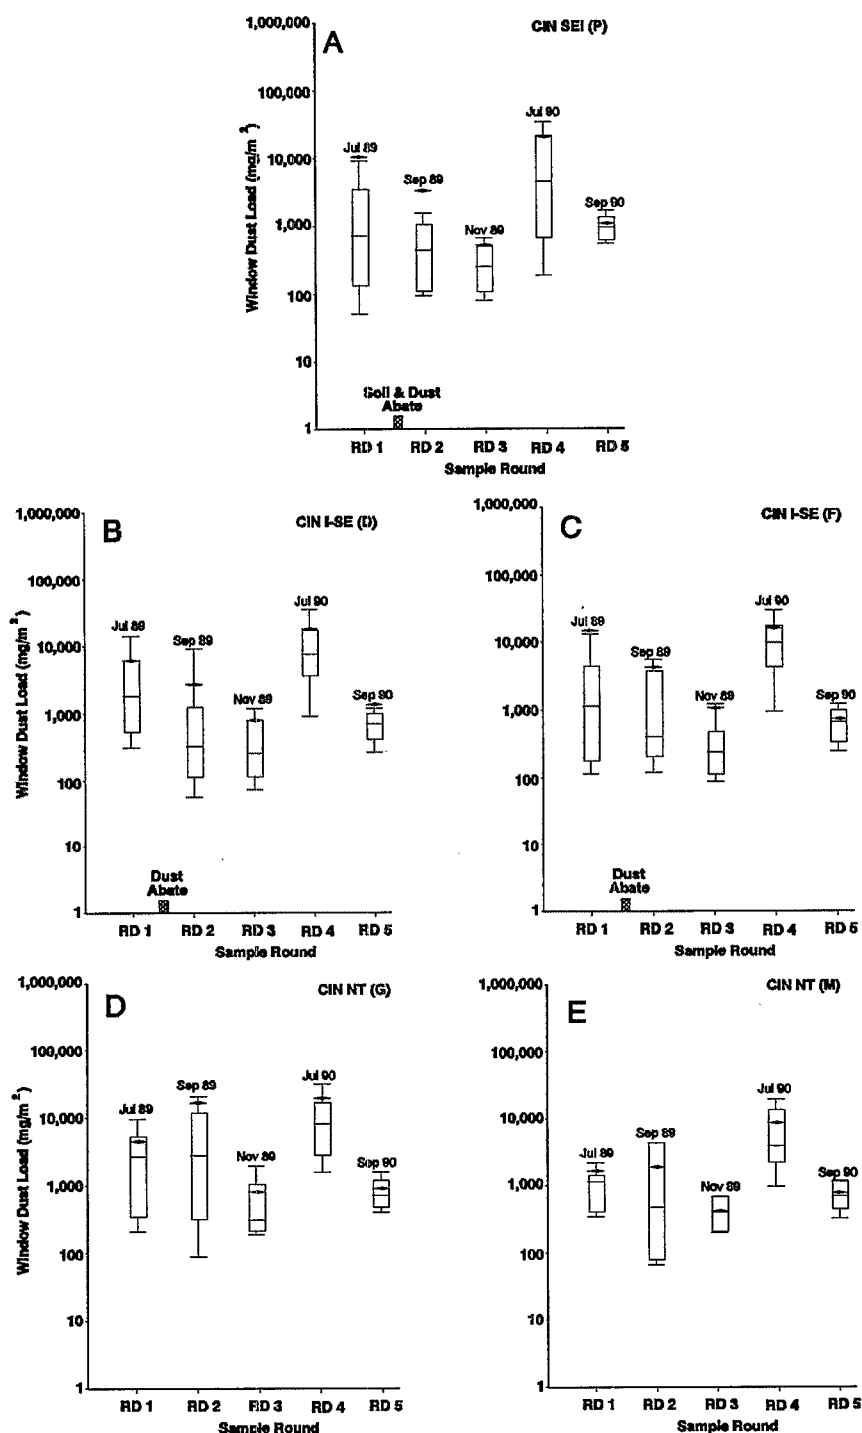 A
CIN SEI (P)
Window Dust Load (mg/m²)
1,000,000
100,000
10,000
1,000
100
10
1
Jul 89
Sep 89
Nov 89
Jul 90
Sep 90
Soil & Dust
Abate
RD 1 RD 2 RD 3 RD 4 RD 5
Sample Round
B
CIN I-SE (D)
Window Dust Load (mg/m²)
1,000,000
100,000
10,000
1,000
100
10
1
Jul 89
Sep 89
Nov 89
Jul 90
Sep 90
Dust
Abate
RD 1 RD 2 RD 3 RD 4 RD 5
Sample Round
C
CIN I-SE (F)
1,000,000
100,000
10,000
1,000
100
10
1
Jul 89
Sep 89
Nov 89
Jul 90
Sep 90
Dust
Abate
RD 1 RD 2 RD 3 RD 4 RD 5
Sample Round
D
CIN NT (G)
Window Dust Load (mg/m²)
1,000,000
100,000
10,000
1,000
100
10
1
Jul 89
Sep 89
Nov 89
Jul 90
Sep 90
RD 1 RD 2 RD 3 RD 4 RD 5
Sample Round
E
CIN NT (M)
1,000,000
100,000
10,000
1,000
100
10
1
Jul 89
Sep 89
Nov 89
Jul 90
Sep 90
RD 1 RD 2 RD 3 RD 4 RD 5
Sample Round